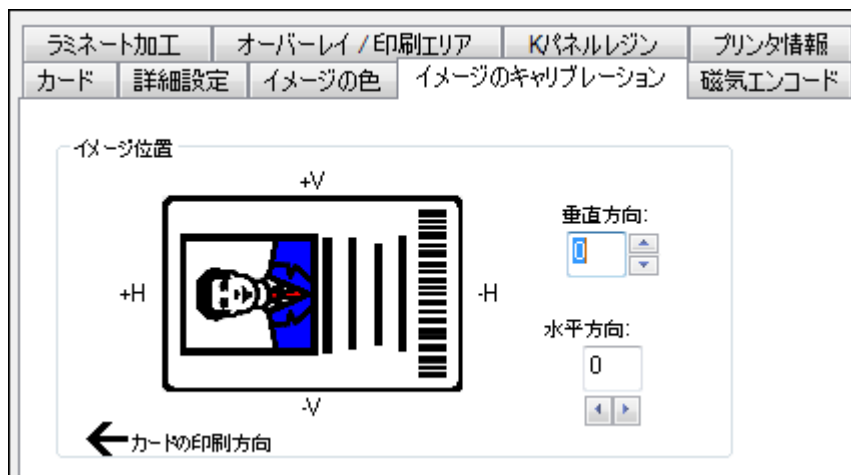 ラミネート加工 オーバーレイ / 印刷エリア Kパネルレジン プリンタ情報
カード 詳細設定 イメージの色 イメージのキャリブレーション 磁気エンコード
イメージ位置
+V
垂直方向:
0
+H
-H
水平方向:
0
-V
カードの印刷方向